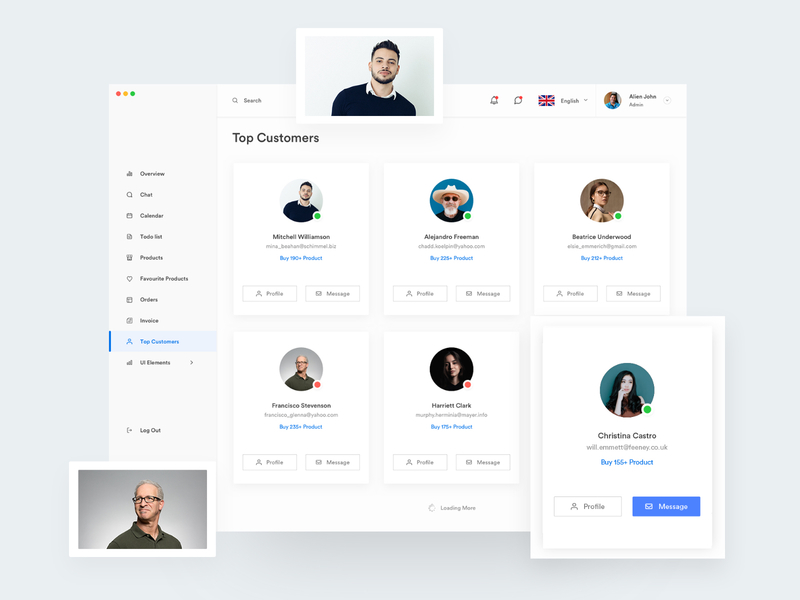 Search
English
Alien John
Admin
Top Customers
Overview
Chat
Calendar
Todo list
Products
Favourite Products
Orders
Invoice
Top Customers
UI Elements
Log Out
Mitchell Williamson
mina_beahan@schimmel.biz
Buy 190+ Product
Profile
Message
Alejandro Freeman
chadd.koelpin@yahoo.com
Buy 225+ Product
Profile
Message
Beatrice Underwood
elsie_emmerich@gmail.com
Buy 212+ Product
Profile
Message
Francisco Stevenson
francisco_gienna@yahoo.com
Buy 235+ Product
Profile
Message
Harriett Clark
murphy.herminia@mayer.info
Buy 175+ Product
Profile
Message
Christina Castro
will.emmett@feeney.co.uk
Buy 155+ Product
Profile
Message
Loading More